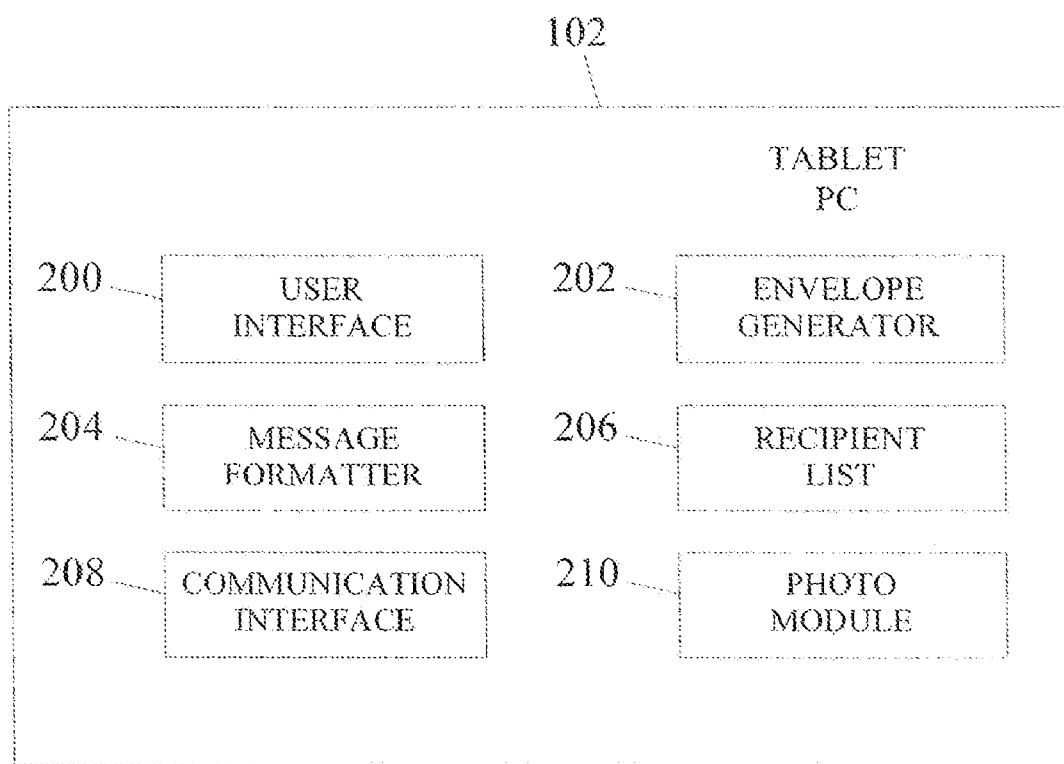 102
TABLET
PC
200
USER
INTERFACE
202
ENVELOPE
GENERATOR
204
MESSAGE
FORMATTER
206
RECIPIENT
LIST
208
COMMUNICATION
INTERFACE
210
PHOTO
MODULE